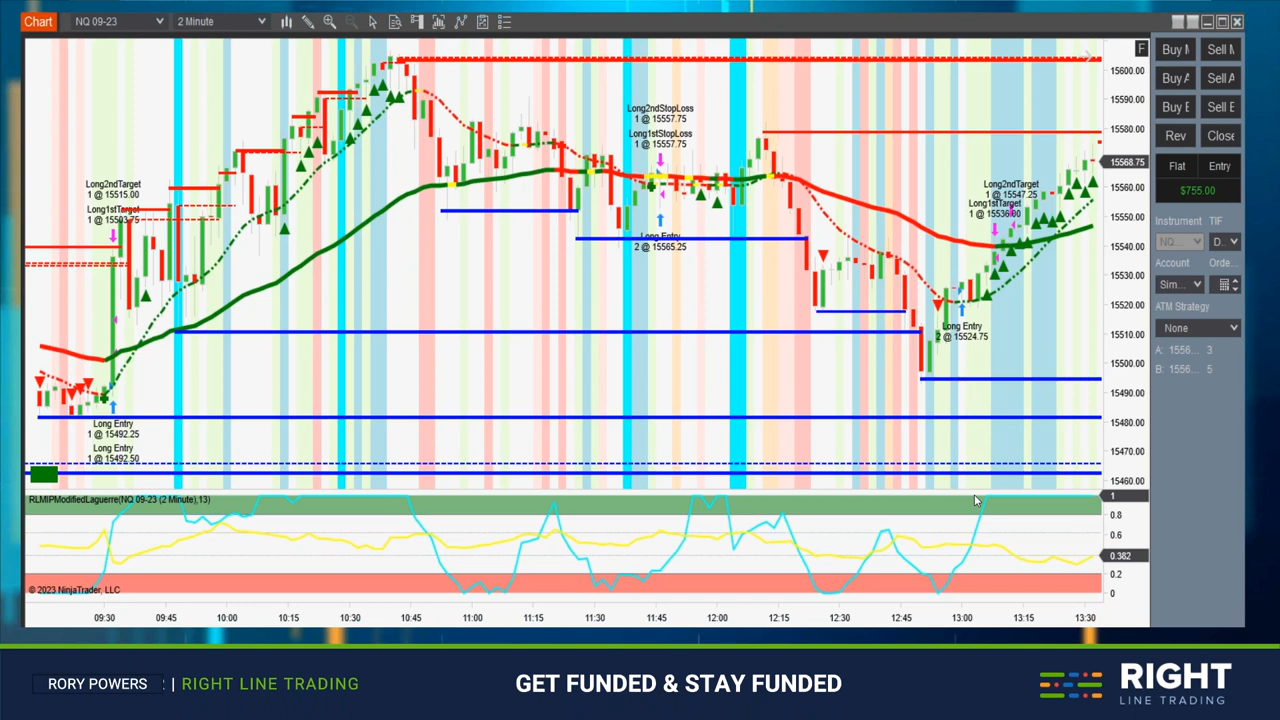 Chart
NQ 09-23
2 Minute
F
Buy M
Sell M
Buy A
Sell A
Buy E
Sell E
Rev
Close
Flat
Entry
$755.00
Instrument
TIF
NQ...
D..
Account
Orde...
Sim...
ATM Strategy
None
A: 1556... 3
B: 1556... 5
15600.00
15590.00
15580.00
15568.75
15560.00
15550.00
15540.00
15530.00
15520.00
15510.00
15500.00
15490.00
15480.00
15470.00
15460.00
Long2ndTarget
1 @ 15515.00
Long1stTarget
1 @ 15503.75
Long Entry
1 @ 15492.25
Long Entry
1 @ 15492.50
Long2ndStopLoss
1 @ 15557.75
Long1stStopLoss
1 @ 15557.75
Long Entry
2 @ 15565.25
Long2ndTarget
1 @ 15547.25
Long1stTarget
1 @ 15536.00
Long Entry
2 @ 15524.75
RLMIPModifiedLaguerre(NQ 09-23 (2 Minute),13)
1
0.8
0.6
0.382
0.2
0
© 2023 NinjaTrader, LLC
09:30 09:45 10:00 10:15 10:30 10:45 11:00 11:15 11:30 11:45 12:00 12:15 12:30 12:45 13:00 13:15 13:30
RORY POWERS : | RIGHT LINE TRADING
GET FUNDED & STAY FUNDED
RIGHT
LINE TRADING